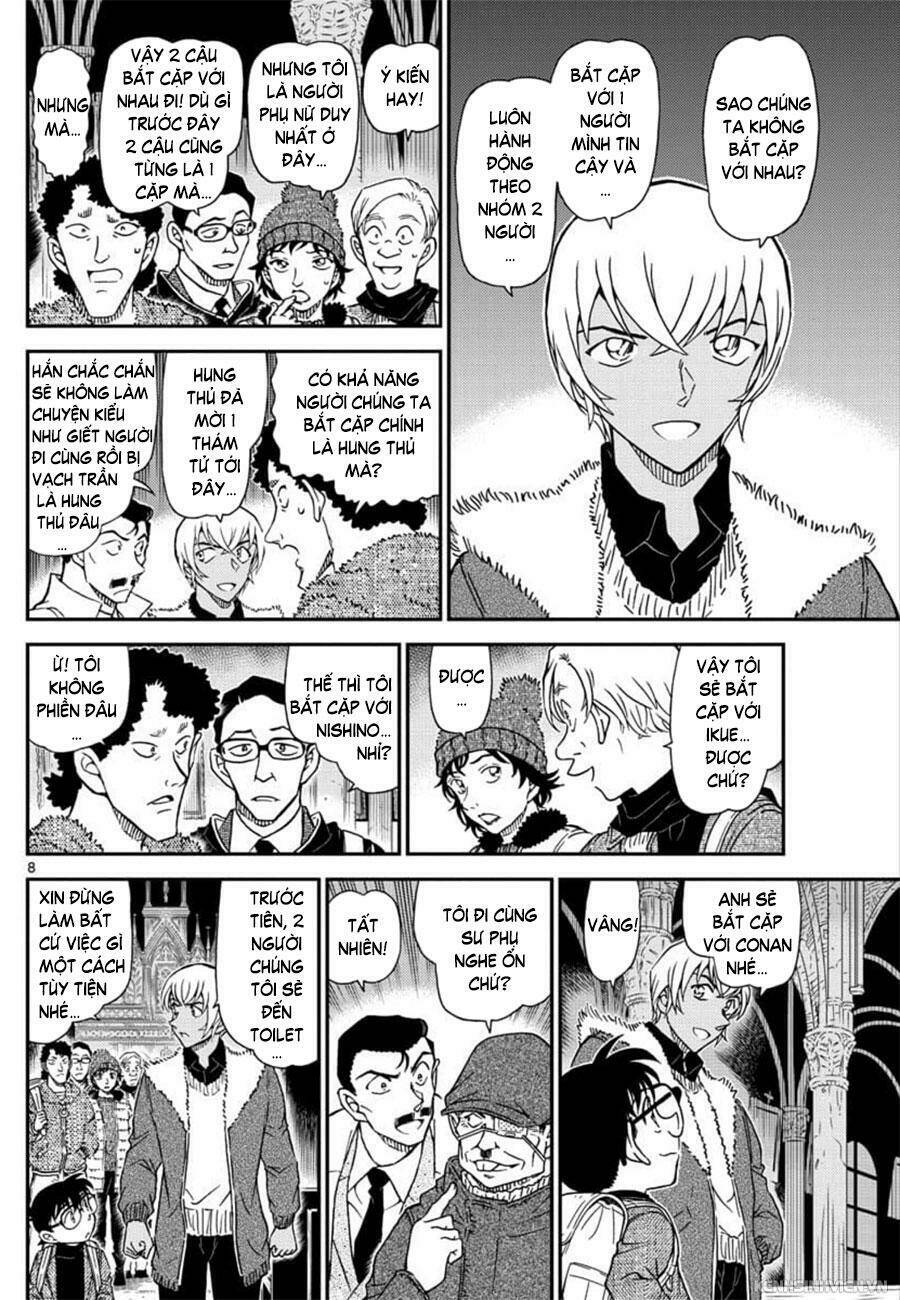 SAO CHÚNG
TA KHÔNG
BẮT CẶP
VỚI NHAU?
BẮT CẶP
VỚI 1
NGƯỜI
MÌNH TIN
CẬY VÀ
...
LUÔN
HÀNH
ĐỘNG
THEO
NHÓM 2
NGƯỜI
...
Ý KIẾN
HAY!
NHƯNG TÔI
LÀ NGƯỜI
PHỤ NỮ DUY
NHẤT Ở
ĐÂY...
VẬY 2 CẬU
BẮT CẶP VỚI
NHAU ĐI! DÙ GÌ
TRƯỚC ĐÂY
2 CẬU CŨNG
TỪNG LÀ 1
CẶP MÀ...
NHƯNG
MÀ...
CÓ KHẢ NĂNG
NGƯỜI CHÚNG TA
BẮT CẶP CHÍNH
LÀ HUNG THỦ
MÀ?
HUNG
THỦ ĐÃ
MỜI 1
THÁM
TỬ TỚI
ĐÂY...
HẮN CHẮC CHẮN
SẼ KHÔNG LÀM
CHUYỆN KIỂU
NHƯ GIẾT NGƯỜI
ĐI CÙNG RỒI BỊ
VẠCH TRẦN
LÀ HUNG
THỦ ĐÂU
...
VẬY TÔI
SẼ BẮT
CẶP VỚI
IKUE...
ĐƯỢC
CHỨ?
ĐƯỢC
...
THẾ THÌ TÔI
BẮT CẶP VỚI
NISHINO...
NHỈ?
Ừ! TÔI
KHÔNG
PHIỀN ĐÂU
...
8
ANH SẼ
BẮT CẶP
VỚI CONAN
NHÉ...
VÂNG!
TÔI ĐI CÙNG
SƯ PHỤ
NGHE ỔN
CHỨ?
TẤT
NHIÊN!
TRƯỚC
TIÊN, 2
NGƯỜI
CHÚNG
TÔI SẼ
ĐẾN
TOILET
...
XIN ĐỪNG
LÀM BẤT
CỨ VIỆC GÌ
MỘT CÁCH
TÙY TIỆN
NHÉ...
KENHSINHVIEN.VN